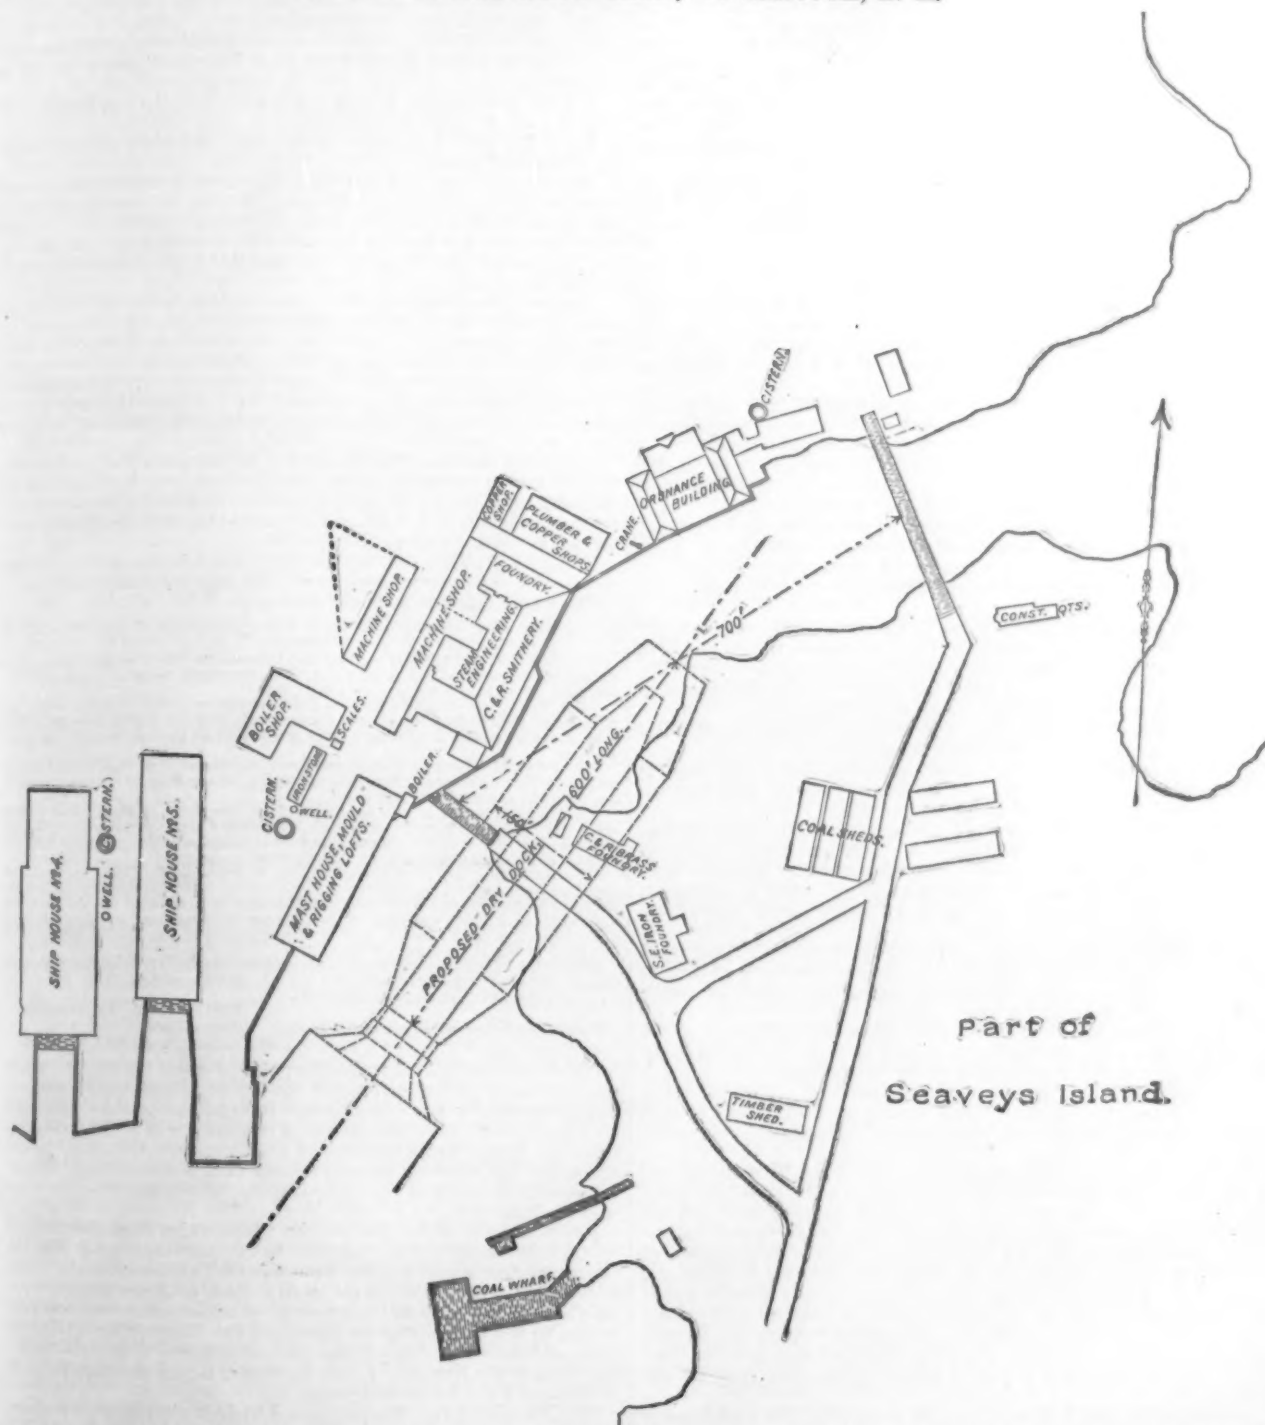 CISTERN.
ORDNANCE
BUILDING
CRANE.
COPPER
SHOP.
PLUMBER &
COPPER
SHOPS.
FOUNDRY.
MACHINE SHOP.
MACHINE SHOP.
STEAM
ENGINEERING.
C. & R. SMITHERY.
700'
CONST. QTS.
BOILER
SHOP.
SCALES.
IRON STORE
BOILER.
CISTERN.
WELL.
600' LONG.
150'
MAST HOUSE, MOULD
& RIGGING LOFTS.
C. & R. BRASS
FOUNDRY.
COAL SHEDS.
SHIP HOUSE No 4.
WELL.
CISTERN.
SHIP HOUSE No 5.
PROPOSED DRY DOCK.
S. E. IRON
FOUNDRY.
Part of
Seaveys Island.
TIMBER
SHED.
COAL WHARF.